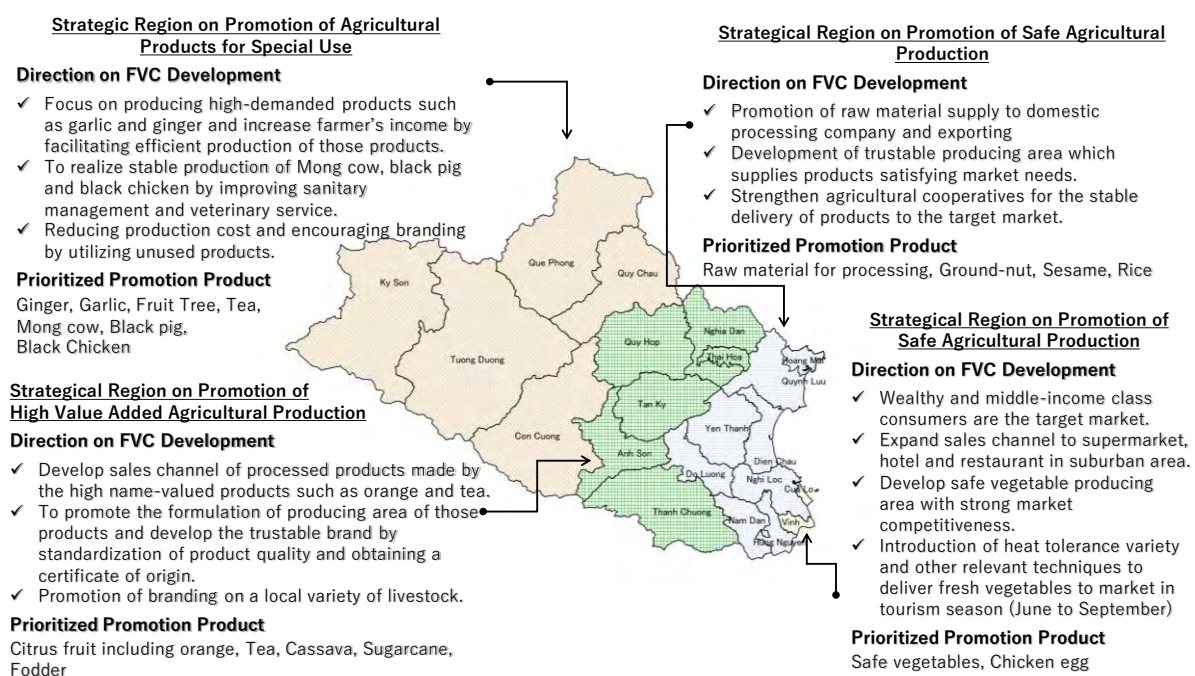 Strategic Region on Promotion of Agricultural
Products for Special Use
Direction on FVC Development
✓ Focus on producing high-demanded products such
as garlic and ginger and increase farmer's income by
facilitating efficient production of those products.
✓ To realize stable production of Mong cow, black pig
and black chicken by improving sanitary
management and veterinary service.
✓ Reducing production cost and encouraging branding
by utilizing unused products.
Prioritized Promotion Product
Ginger, Garlic, Fruit Tree, Tea,
Mong cow, Black pig,
Black Chicken
Strategical Region on Promotion of
High Value Added Agricultural Production
Direction on FVC Development
✓ Develop sales channel of processed products made by
the high name-valued products such as orange and tea.
✓ To promote the formulation of producing area of those
products and develop the trustable brand by
standardization of product quality and obtaining a
certificate of origin.
✓ Promotion of branding on a local variety of livestock.
Prioritized Promotion Product
Citrus fruit including orange, Tea, Cassava, Sugarcane,
Fodder
Strategical Region on Promotion of Safe Agricultural
Production
Direction on FVC Development
✓ Promotion of raw material supply to domestic
processing company and exporting
✓ Development of trustable producing area which
supplies products satisfying market needs.
✓ Strengthen agricultural cooperatives for the stable
delivery of products to the target market.
Prioritized Promotion Product
Raw material for processing, Ground-nut, Sesame, Rice
Strategical Region on Promotion of
Safe Agricultural Production
Direction on FVC Development
✓ Wealthy and middle-income class
consumers are the target market.
✓ Expand sales channel to supermarket,
hotel and restaurant in suburban area.
✓ Develop safe vegetable producing
area with strong market
competitiveness.
✓ Introduction of heat tolerance variety
and other relevant techniques to
deliver fresh vegetables to market in
tourism season (June to September)
Prioritized Promotion Product
Safe vegetables, Chicken egg
Que Phong
Ky Son
Quy Chau
Nghia Dan
Quy Hop
Thai Hoa
Hoang Mai
Tuong Duong
Quynh Luu
Tan Ky
Yen Thanh
Con Cuong
Anh Son
Dien Chau
Do Luong
Nghi Loc
Cua Lo
Thanh Chuong
Nam Dan
Vinh
Hung Nguyen